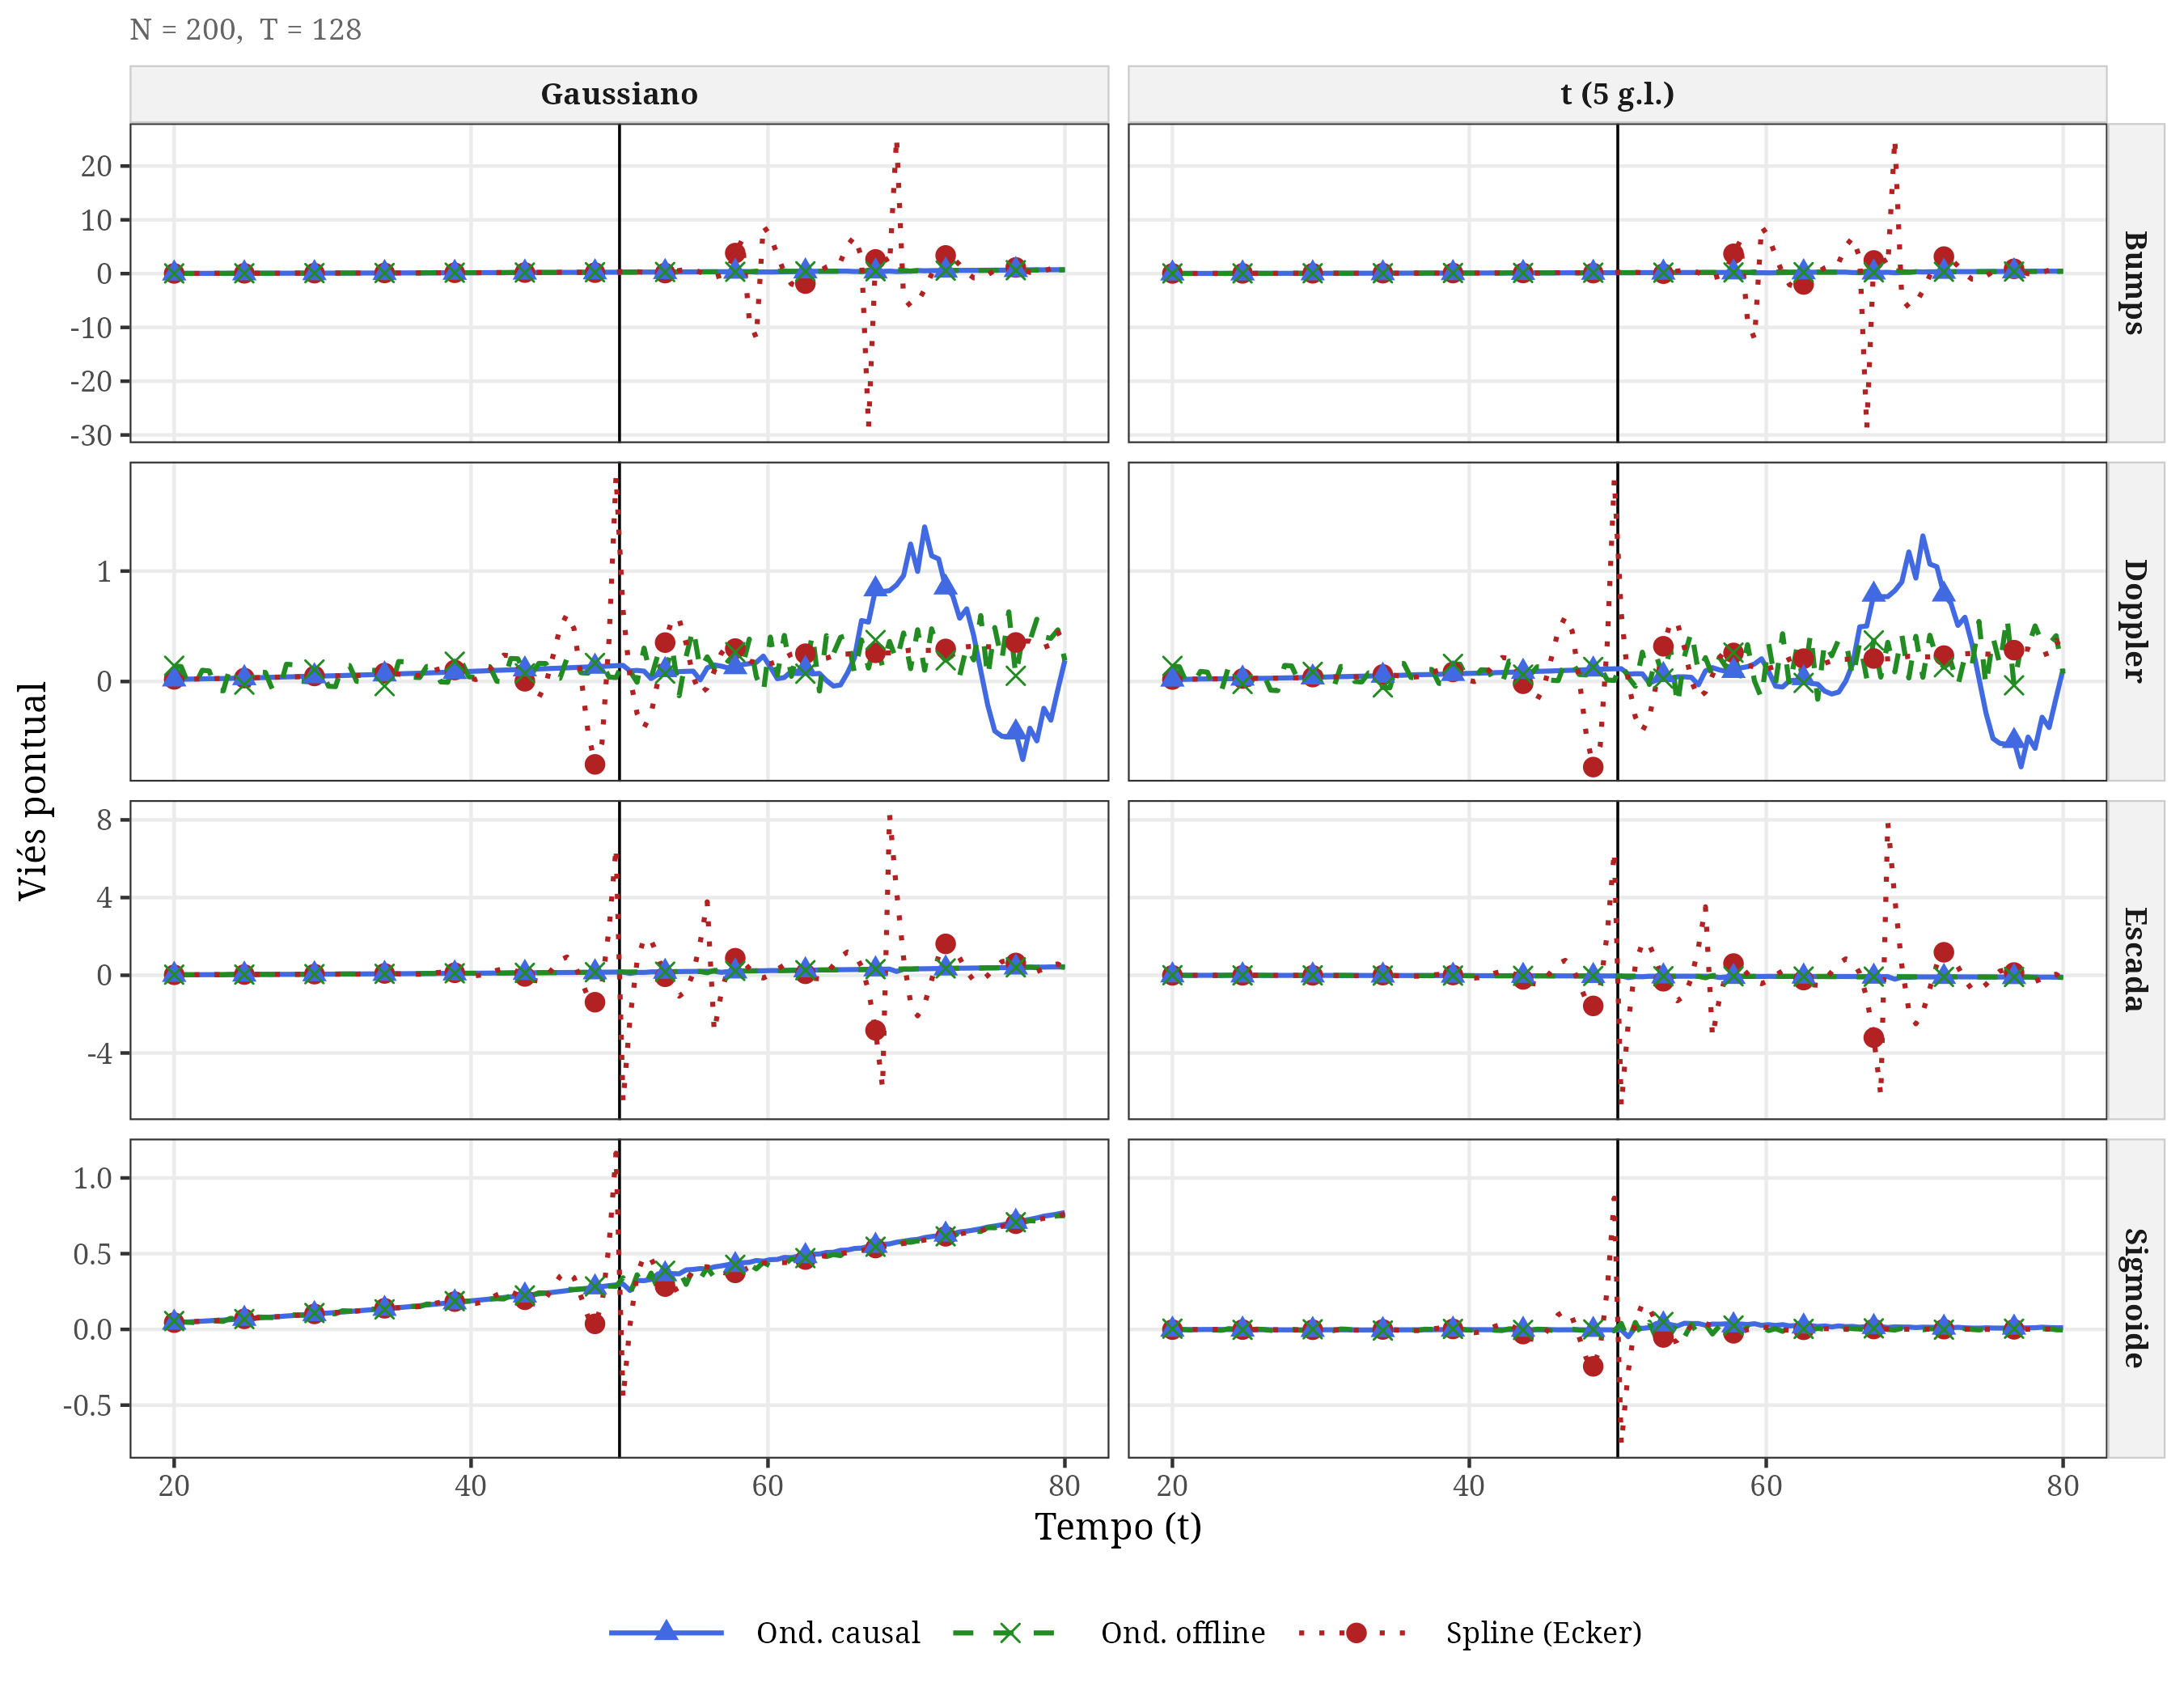 N = 200,  T = 128
Gaussiano
t (5 g.l.)
20
10
0
-10
-20
-30
Bumps
1
0
Doppler
8
4
0
-4
Escada
1.0
0.5
0.0
-0.5
Sigmoide
Viés pontual
20 40 60 80 20 40 60 80
Tempo (t)
Ond. causal Ond. offline Spline (Ecker)